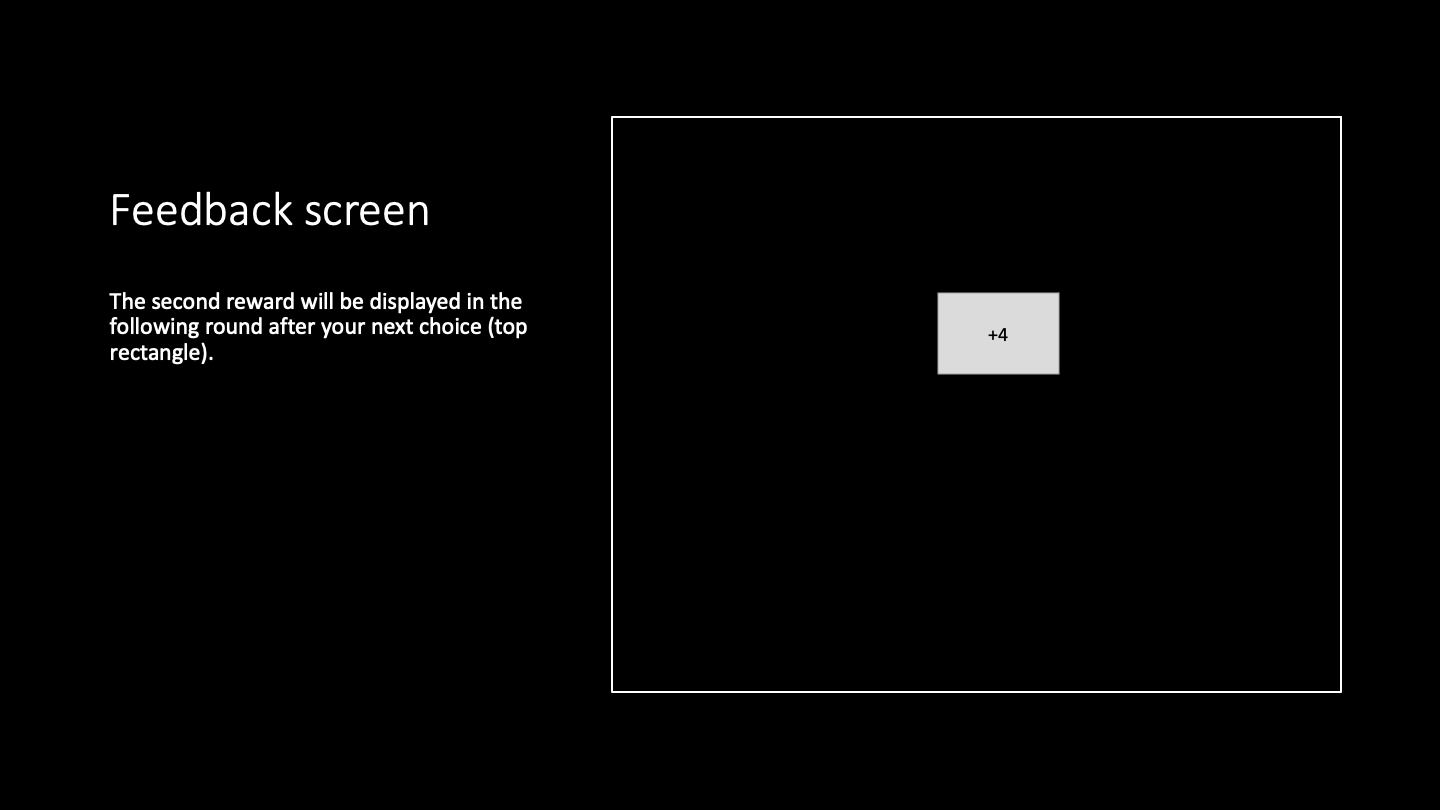 Feedback screen
The second reward will be displayed in the
following round after your next choice (top
rectangle).
+4